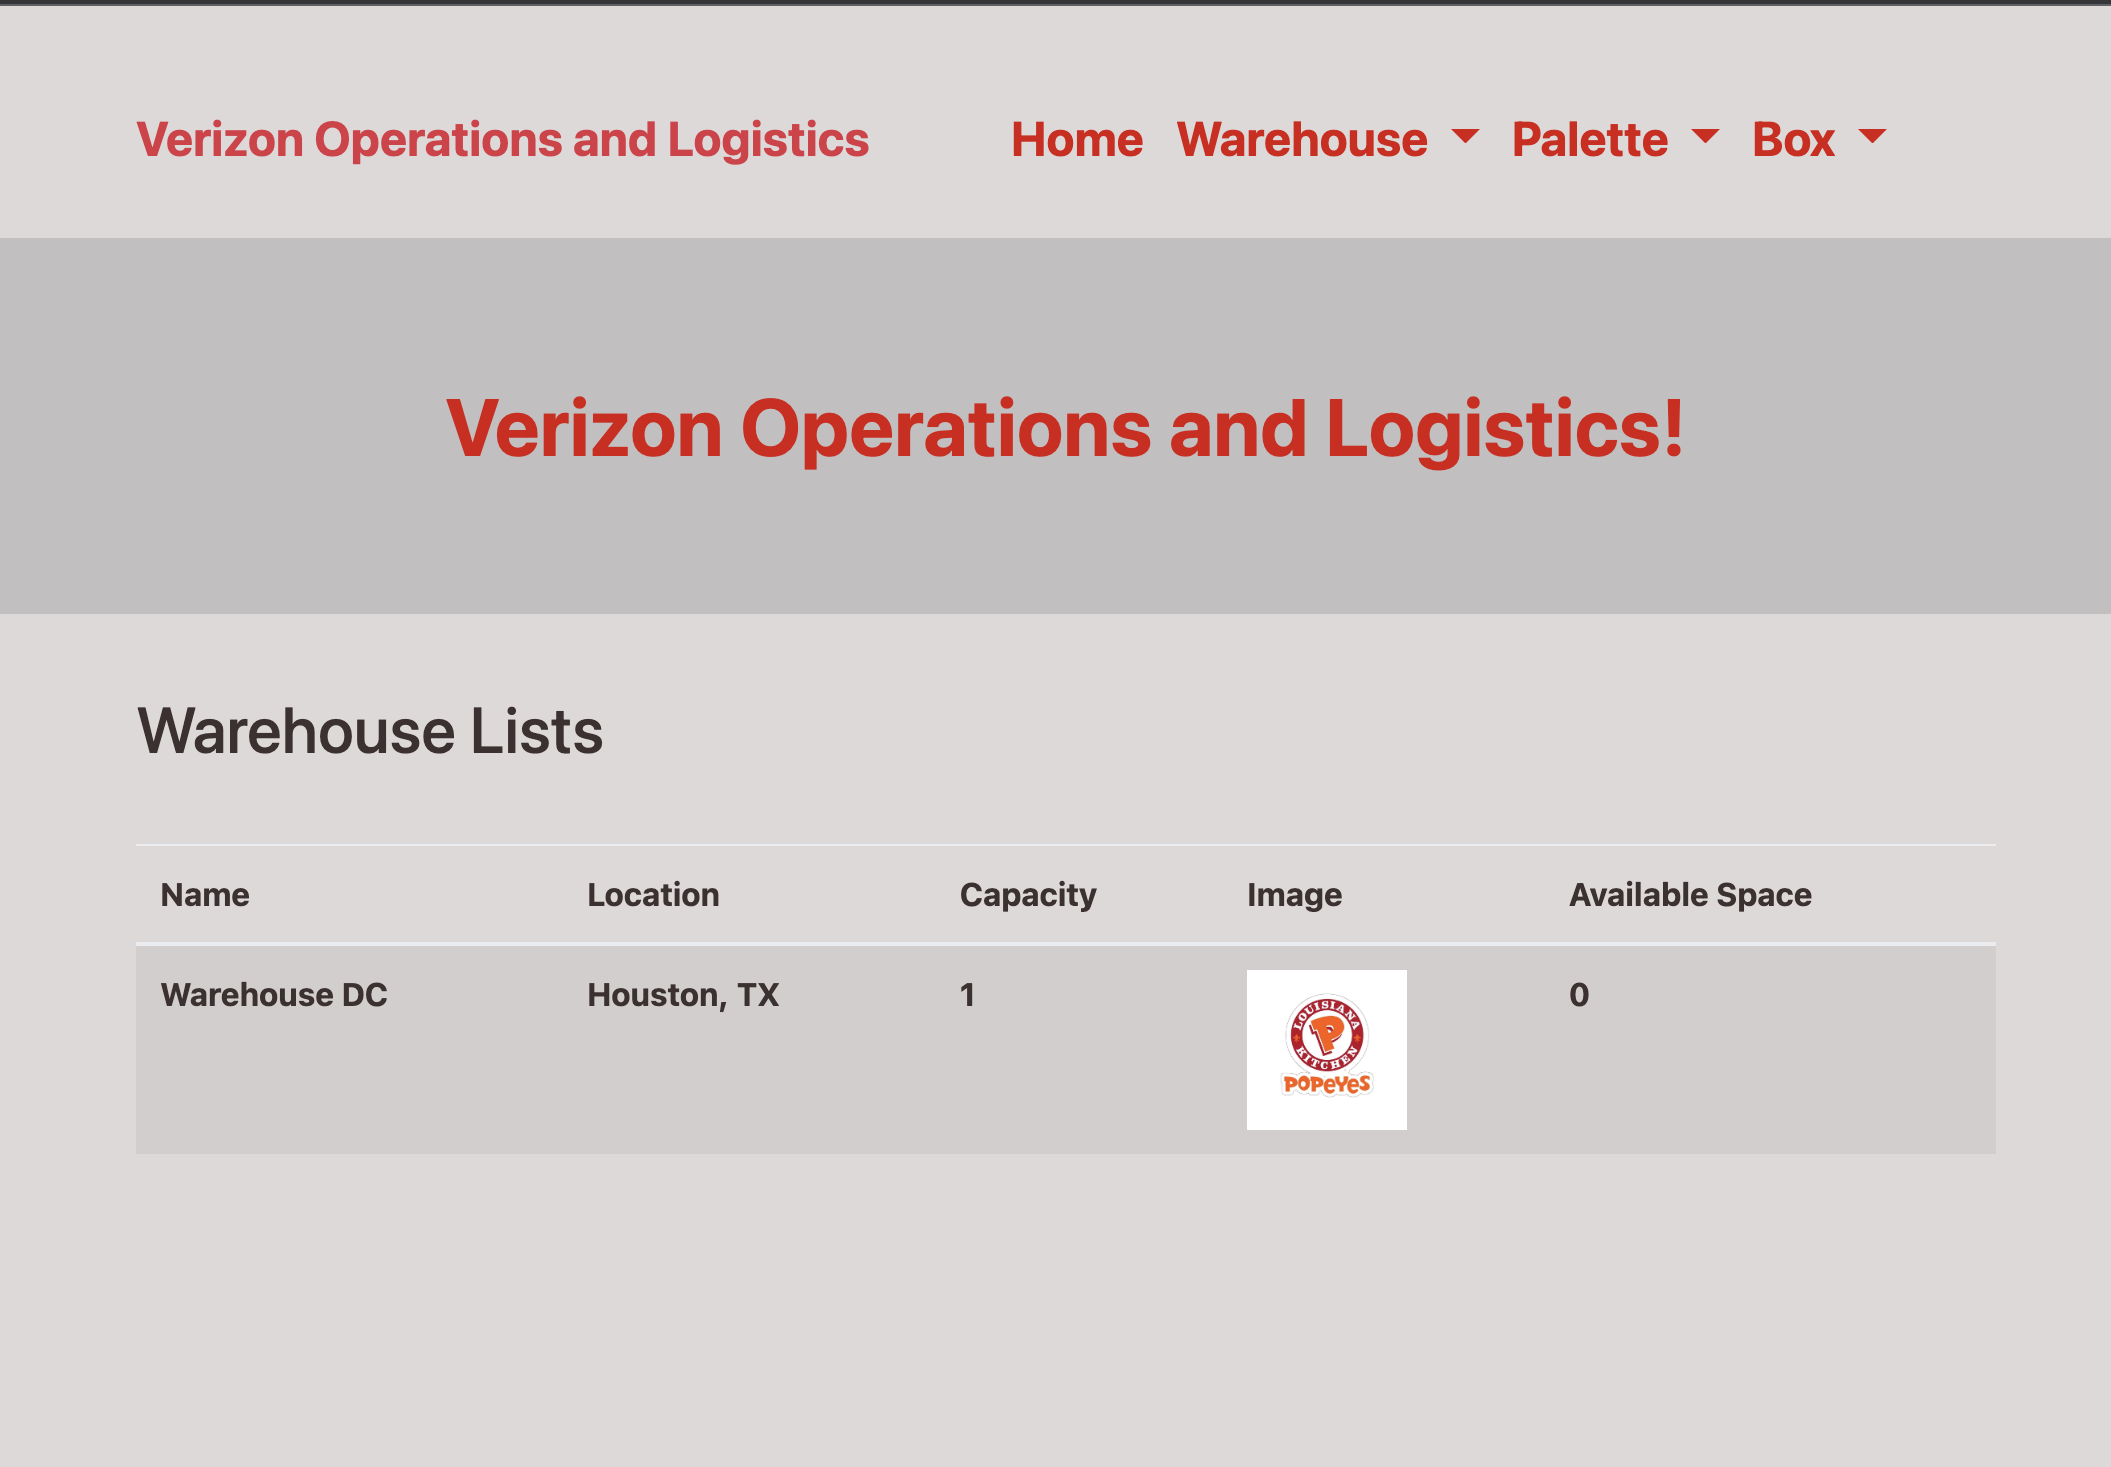 Verizon Operations and Logistics Home Warehouse Palette Box
Verizon Operations and Logistics!
Warehouse Lists
Name Location Capacity Image Available Space
Warehouse DC Houston, TX 1 0
LOUISIANA
P
KITCHEN
POPEYES